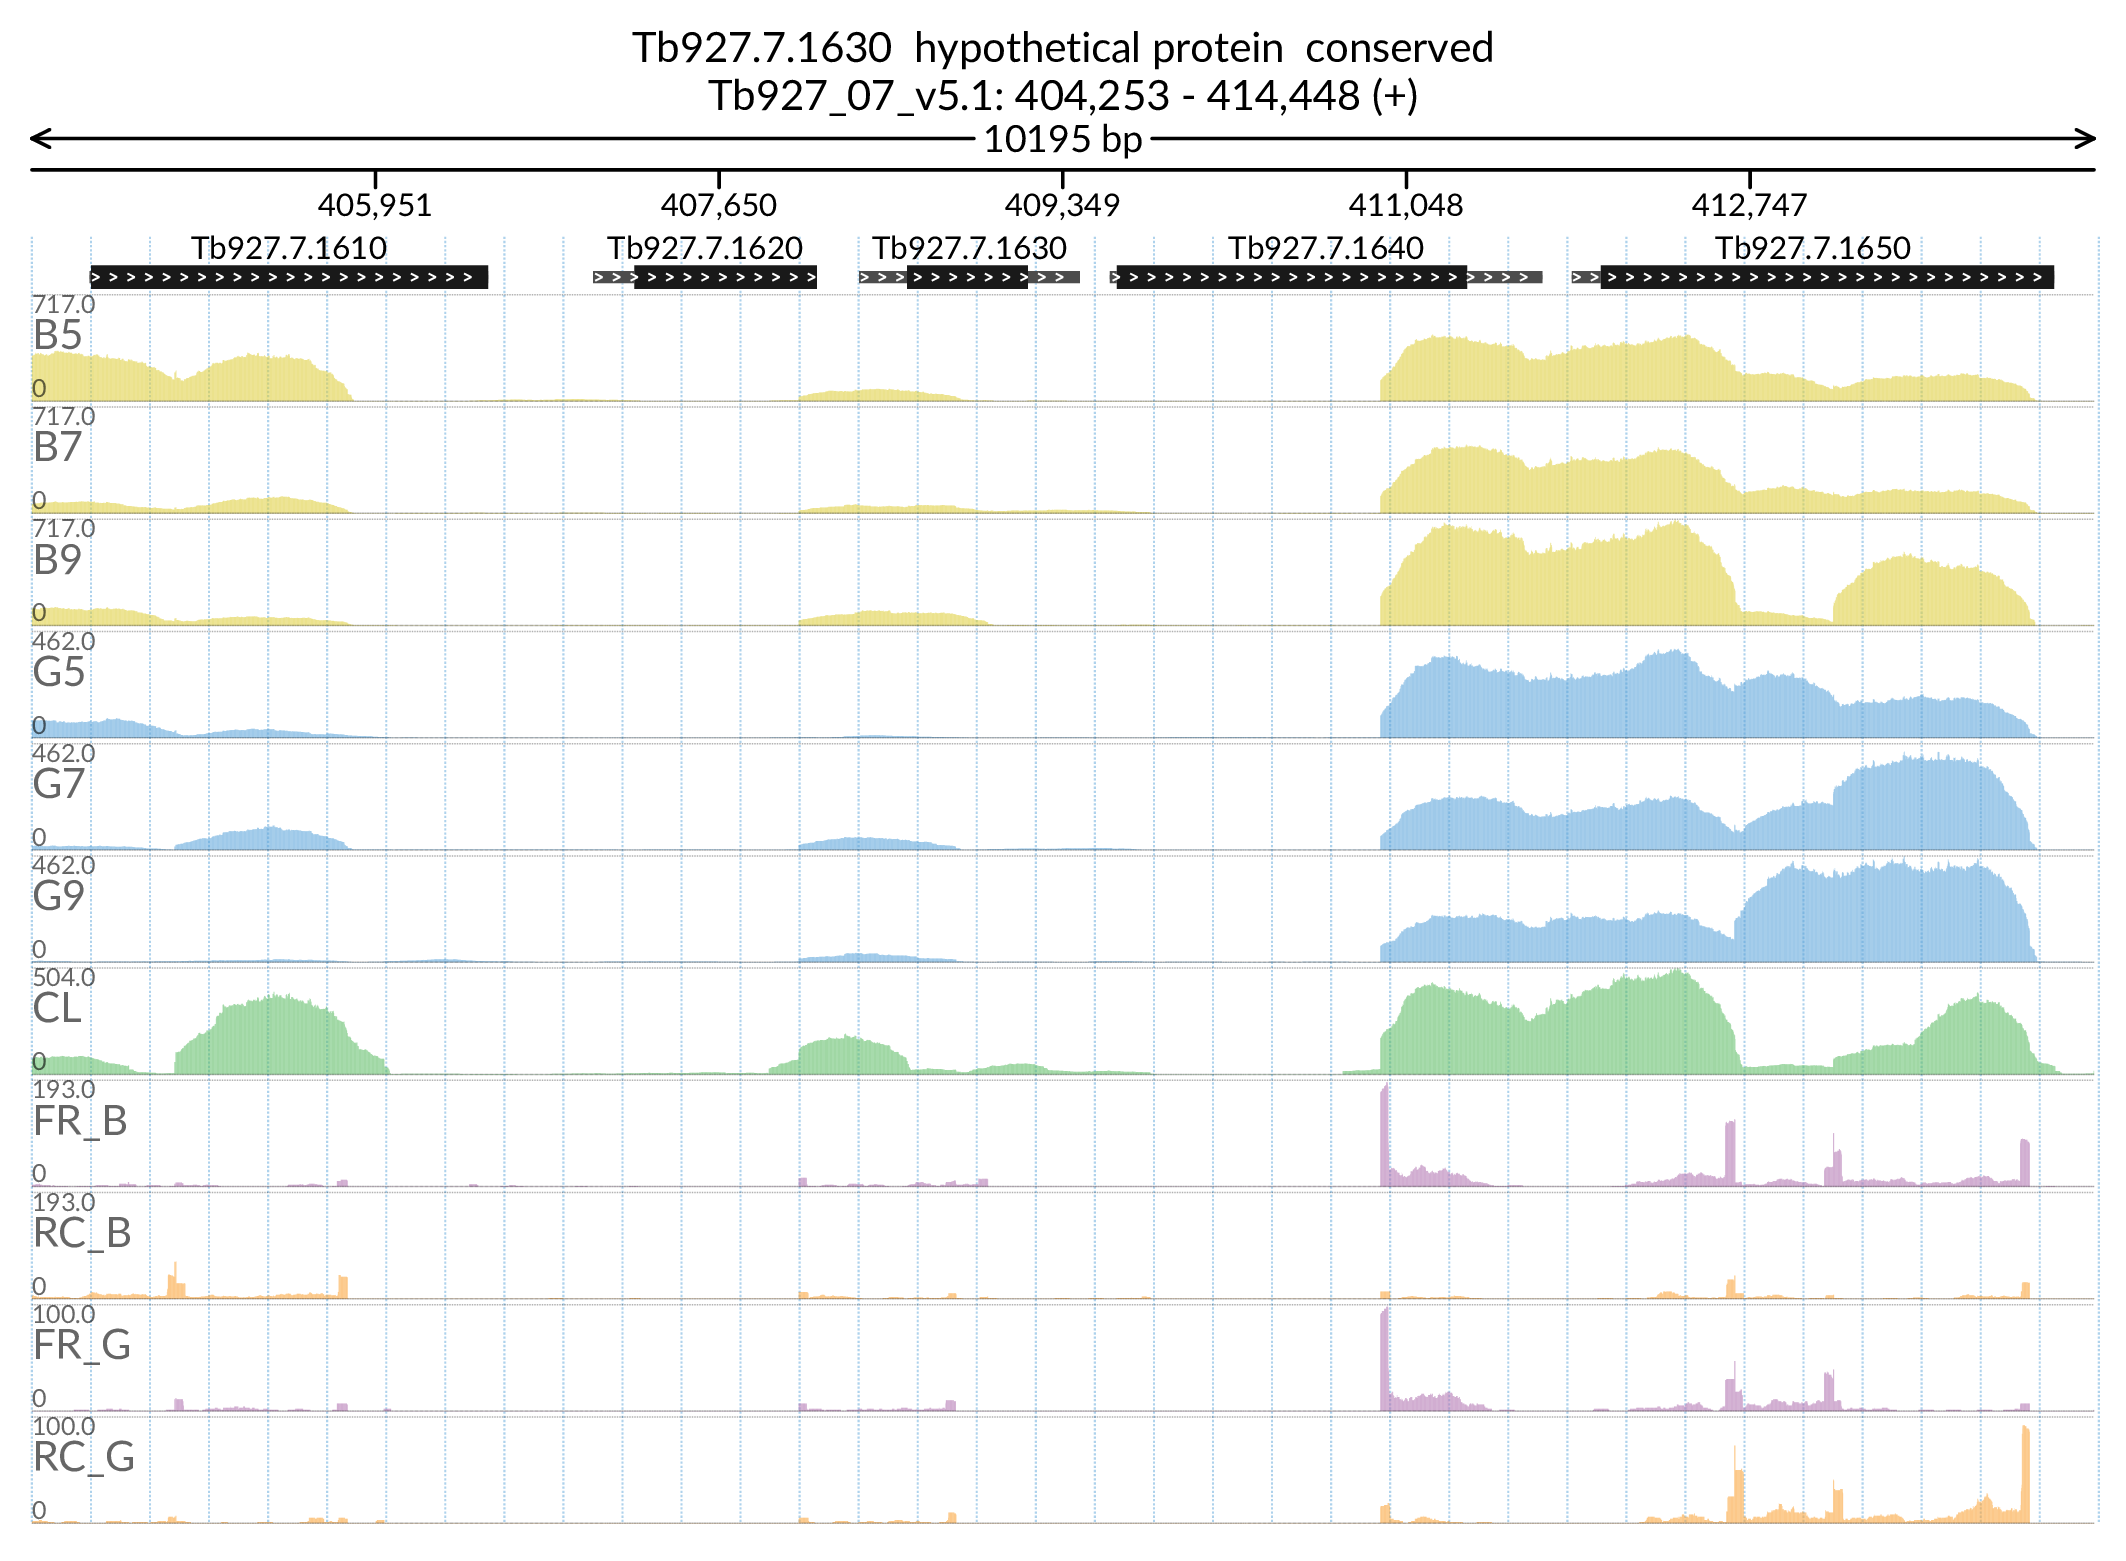 Tb927.7.1630  hypothetical protein  conserved
Tb927_07_v5.1: 404,253 - 414,448 (+)
10195 bp
405,951 407,650 409,349 411,048 412,747
Tb927.7.1610 Tb927.7.1620 Tb927.7.1630 Tb927.7.1640 Tb927.7.1650
717.0
B5
0
717.0
B7
0
717.0
B9
0
462.0
G5
0
462.0
G7
0
462.0
G9
0
504.0
CL
0
193.0
FR_B
0
193.0
RC_B
0
100.0
FR_G
0
100.0
RC_G
0